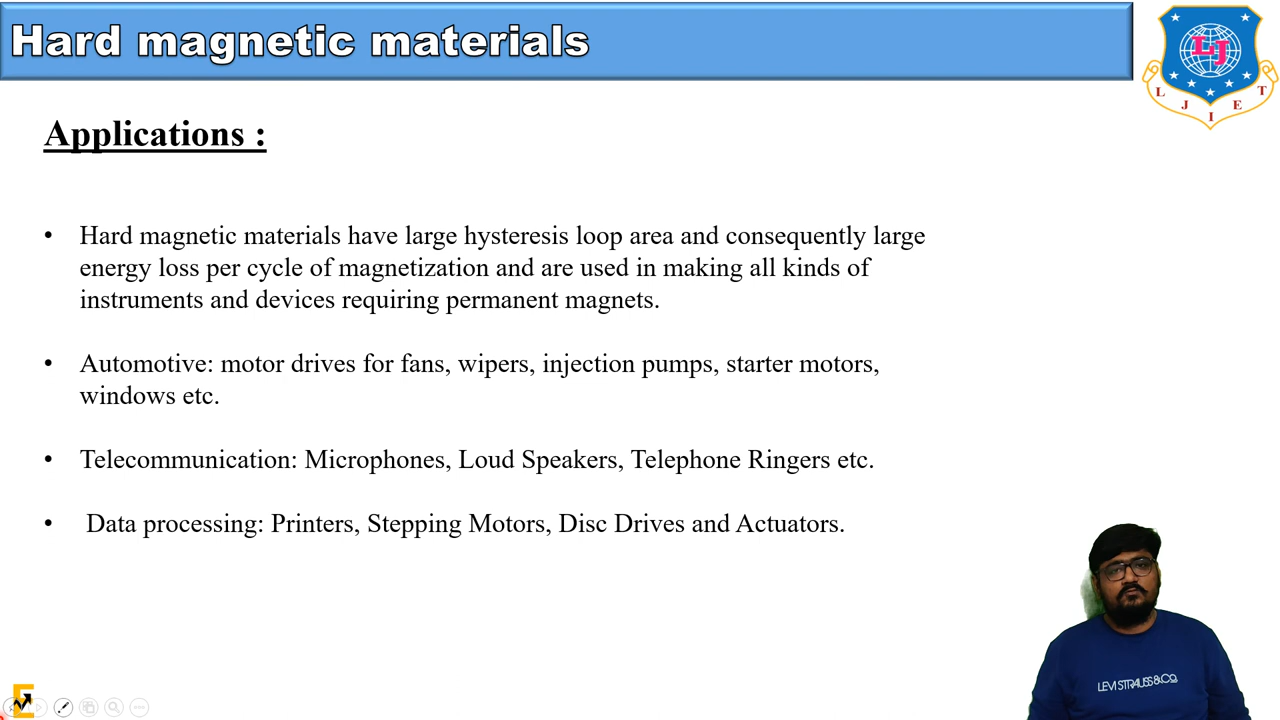 Hard magnetic materials
LJ
L J I E T
Applications :
• Hard magnetic materials have large hysteresis loop area and consequently large
energy loss per cycle of magnetization and are used in making all kinds of
instruments and devices requiring permanent magnets.
• Automotive: motor drives for fans, wipers, injection pumps, starter motors,
windows etc.
• Telecommunication: Microphones, Loud Speakers, Telephone Ringers etc.
• Data processing: Printers, Stepping Motors, Disc Drives and Actuators.
LEVI STRAUSS & CO
E